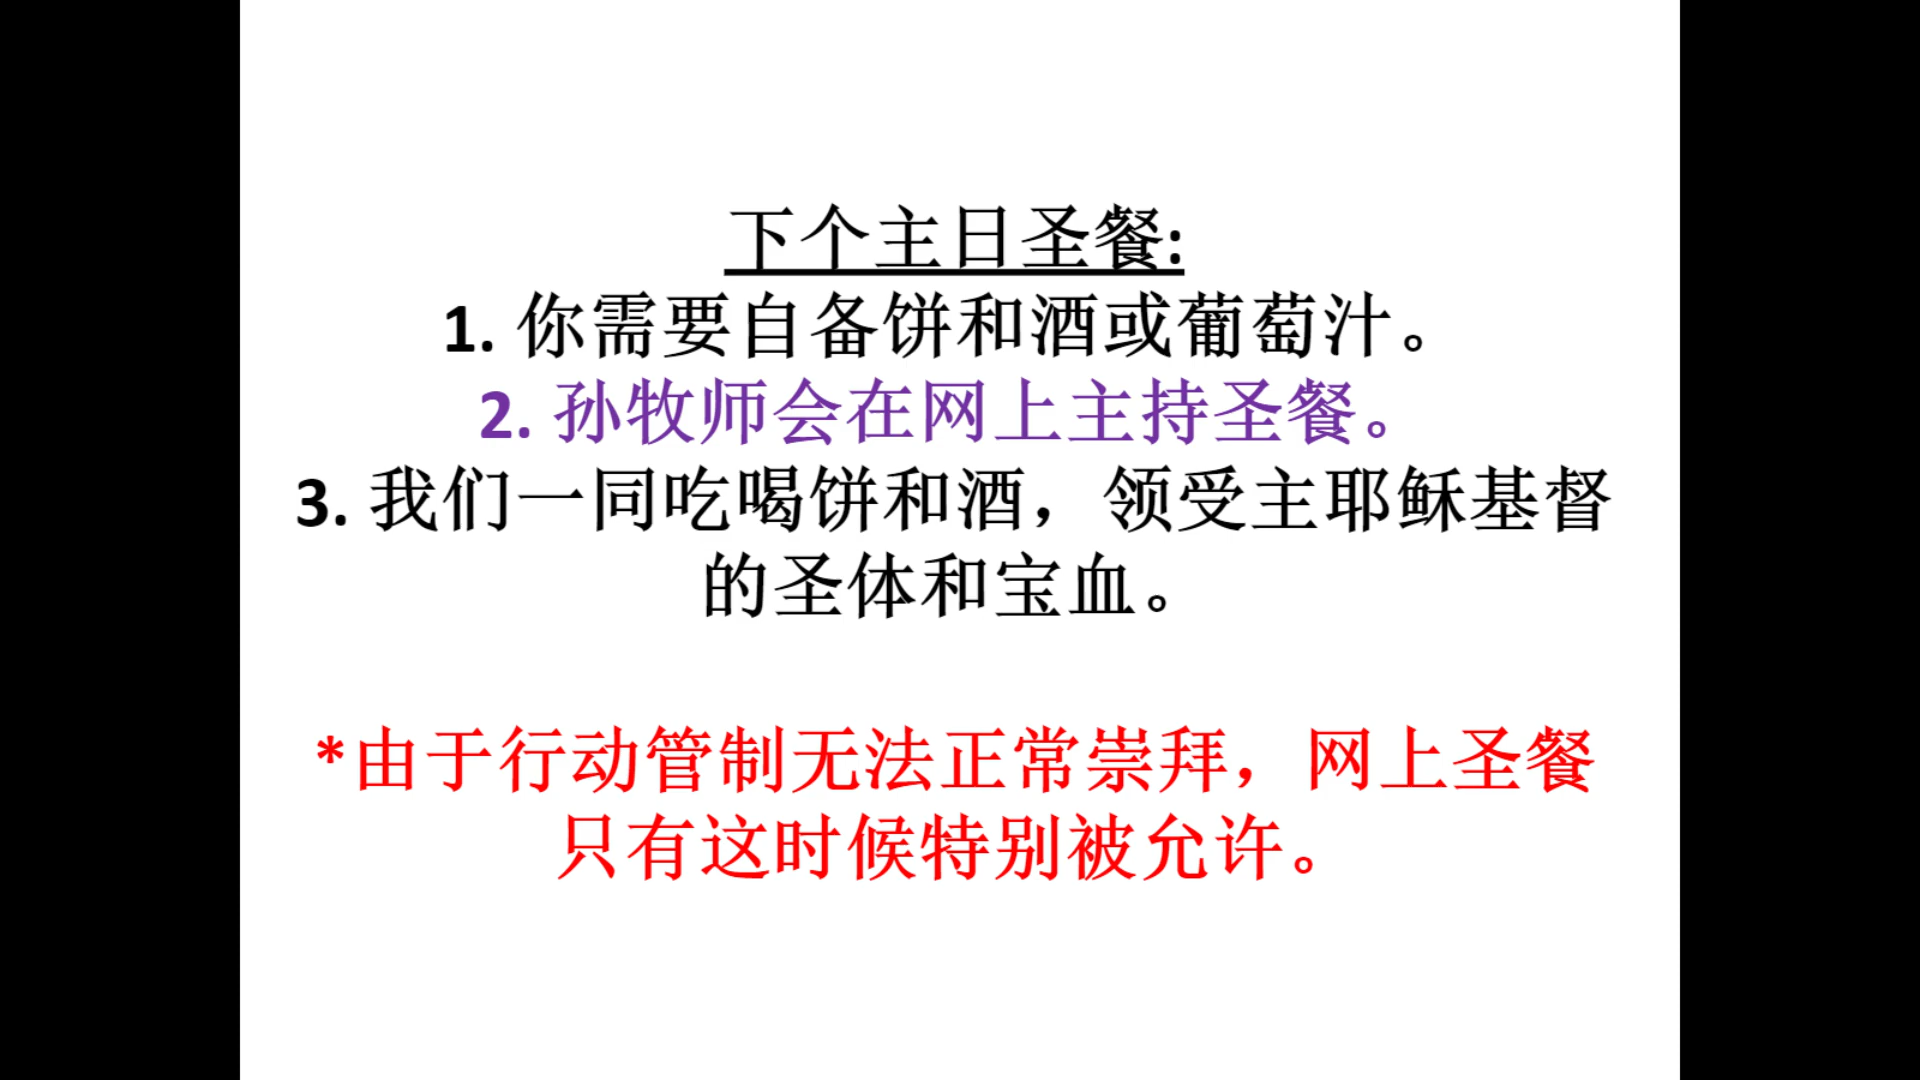 下个主日圣餐:
1. 你需要自备饼和酒或葡萄汁。
2. 孙牧师会在网上主持圣餐。
3. 我们一同吃喝饼和酒，领受主耶稣基督
的圣体和宝血。
*由于行动管制无法正常崇拜，网上圣餐
只有这时候特别被允许。